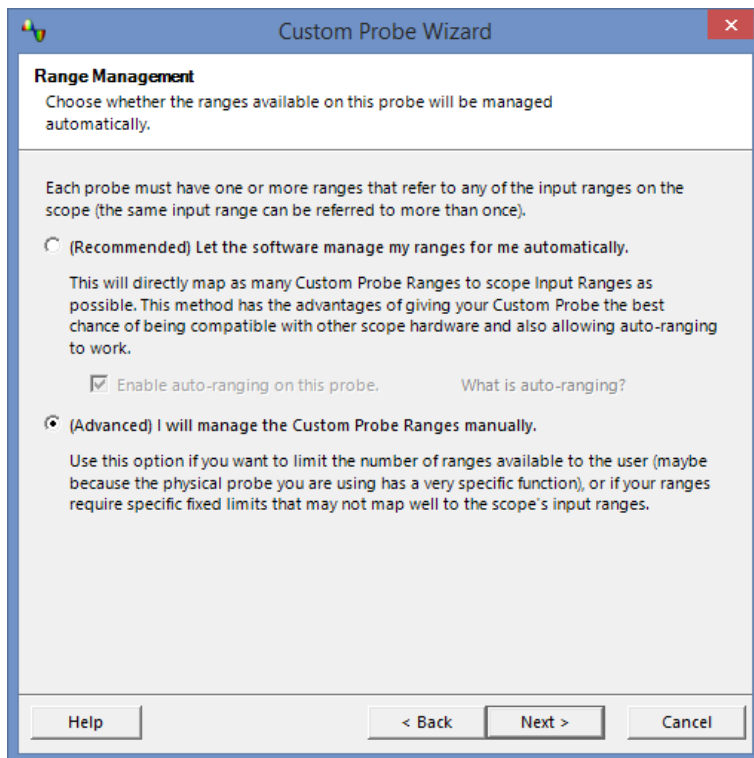 Custom Probe Wizard
Range Management
Choose whether the ranges available on this probe will be managed
automatically.
Each probe must have one or more ranges that refer to any of the input ranges on the
scope (the same input range can be referred to more than once).
(Recommended) Let the software manage my ranges for me automatically.
This will directly map as many Custom Probe Ranges to scope Input Ranges as
possible. This method has the advantages of giving your Custom Probe the best
chance of being compatible with other scope hardware and also allowing auto-ranging
to work.
Enable auto-ranging on this probe. What is auto-ranging?
(Advanced) I will manage the Custom Probe Ranges manually.
Use this option if you want to limit the number of ranges available to the user (maybe
because the physical probe you are using has a very specific function), or if your ranges
require specific fixed limits that may not map well to the scope's input ranges.
Help < Back Next > Cancel